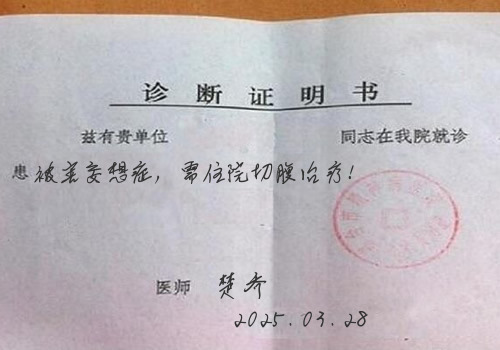 诊断证明书
兹有贵单位 同志在我院就诊
患被害妄想症，需住院切腹治疗！
医师 楚乔
2025.03.28